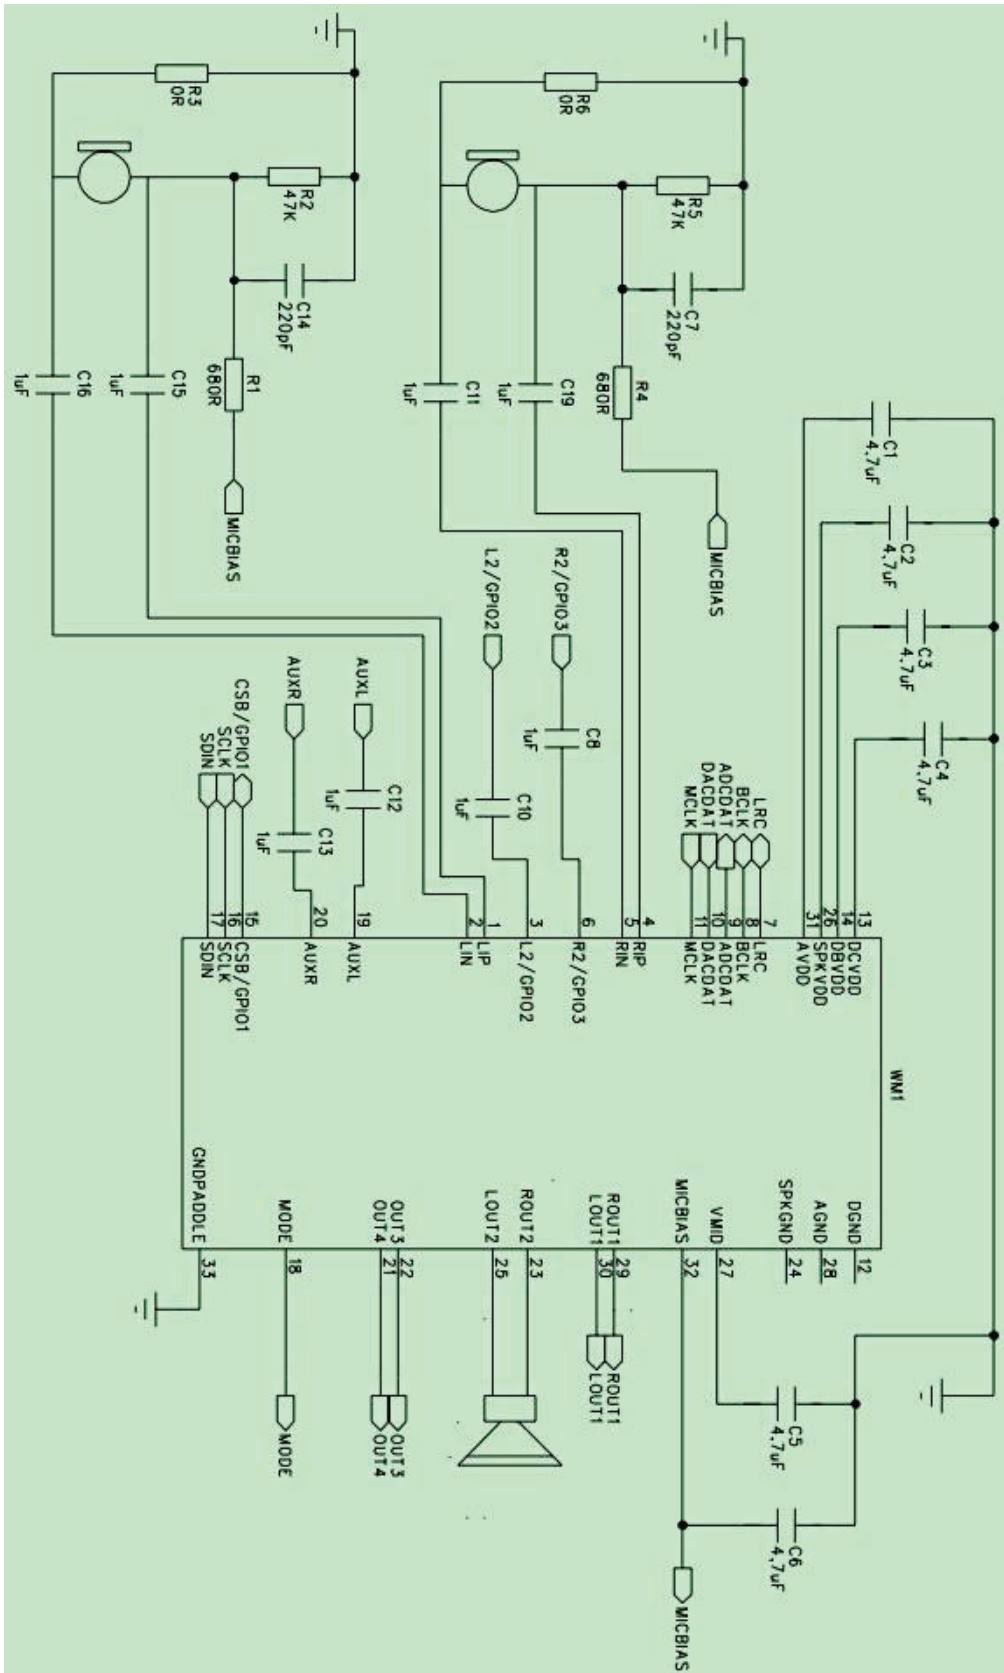 R3
0R
R2
47K
C14
220pF
R1
680R
MICBIAS
C16
1uF
C15
1uF
R6
0R
R5
47K
C7
220pF
R4
680R
MICBIAS
C11
1uF
C19
1uF
C1
4.7uF
C2
4.7uF
C3
4.7uF
C4
4.7uF
L2/GPIO2
R2/GPIO3
C8
1uF
C10
1uF
AUXR
AUXL
C12
1uF
C13
1uF
CSB/GPIO1
SCLK
SDIN
LRC
BCLK
ADCDAT
DACDAT
MCLK
13
14
26
31
7
8
9
10
11
4
5
6
3
1
2
19
20
15
16
17
DCVDD
DBVDD
SPKVDD
AVDD
LRC
BCLK
ADCDAT
DACDAT
MCLK
RIP
RIN
R2/GPIO3
L2/GPIO2
LIP
LIN
AUXL
AUXR
CSB/GPIO1
SCLK
SDIN
WM1
DGND
AGND
SPKGND
VMID
MICBIAS
ROUT1
LOUT1
ROUT2
LOUT2
OUT3
OUT4
MODE
GNDPADDLE
12
28
24
27
32
29
30
23
25
22
21
18
33
ROUT1
LOUT1
OUT3
OUT4
MODE
C5
4.7uF
C6
4.7uF
MICBIAS